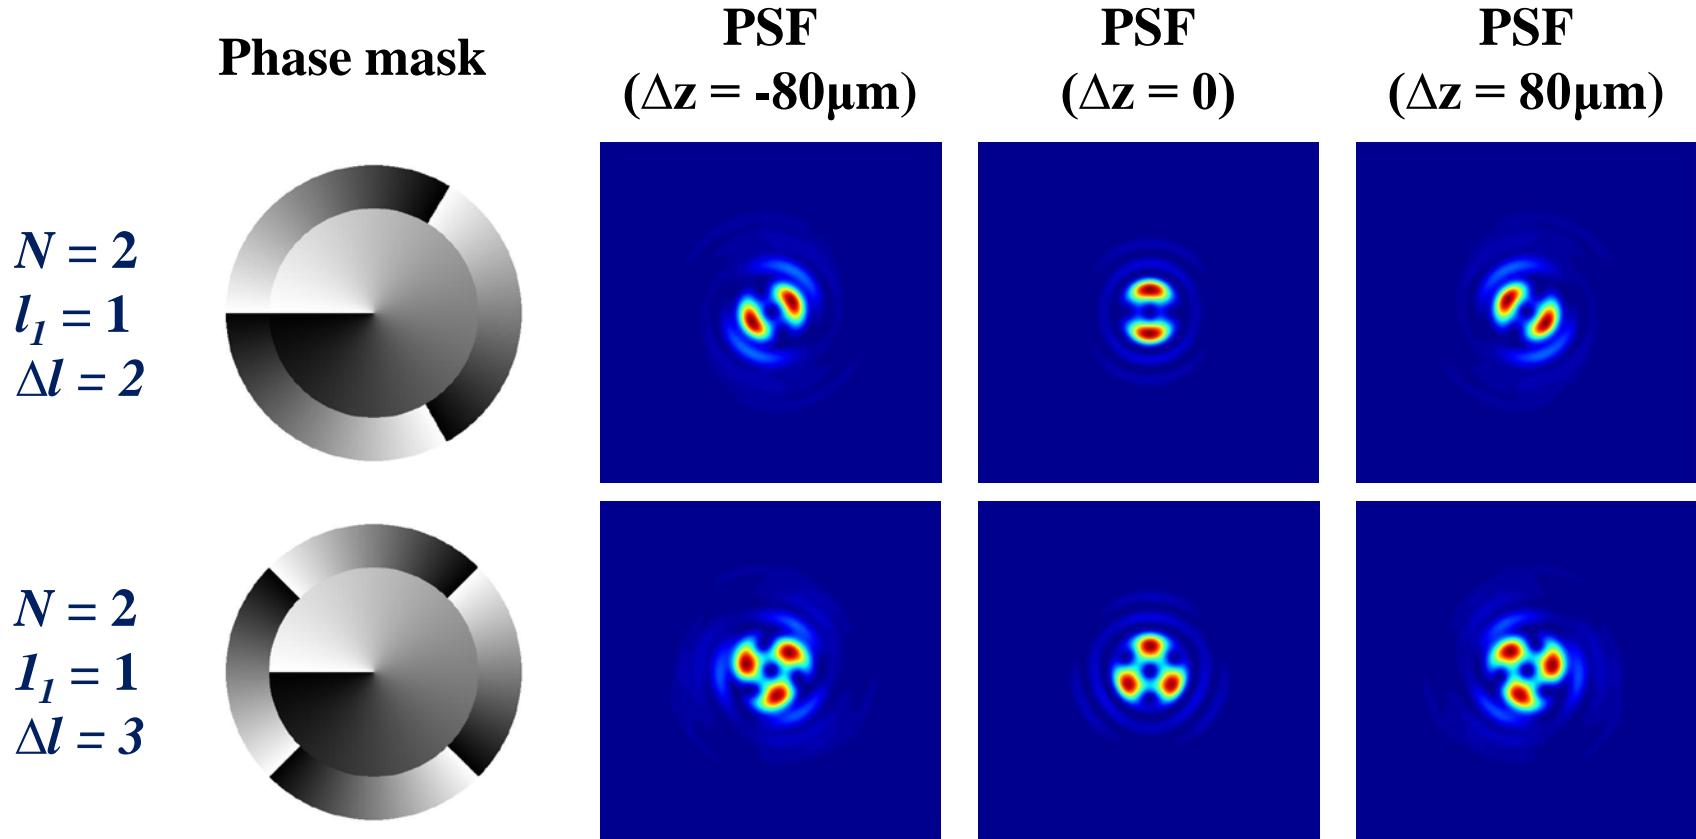 Phase mask
PSF
(Δz = -80μm)
PSF
(Δz = 0)
PSF
(Δz = 80μm)
N = 2
l₁ = 1
Δl = 2
N = 2
1₁ = 1
Δl = 3